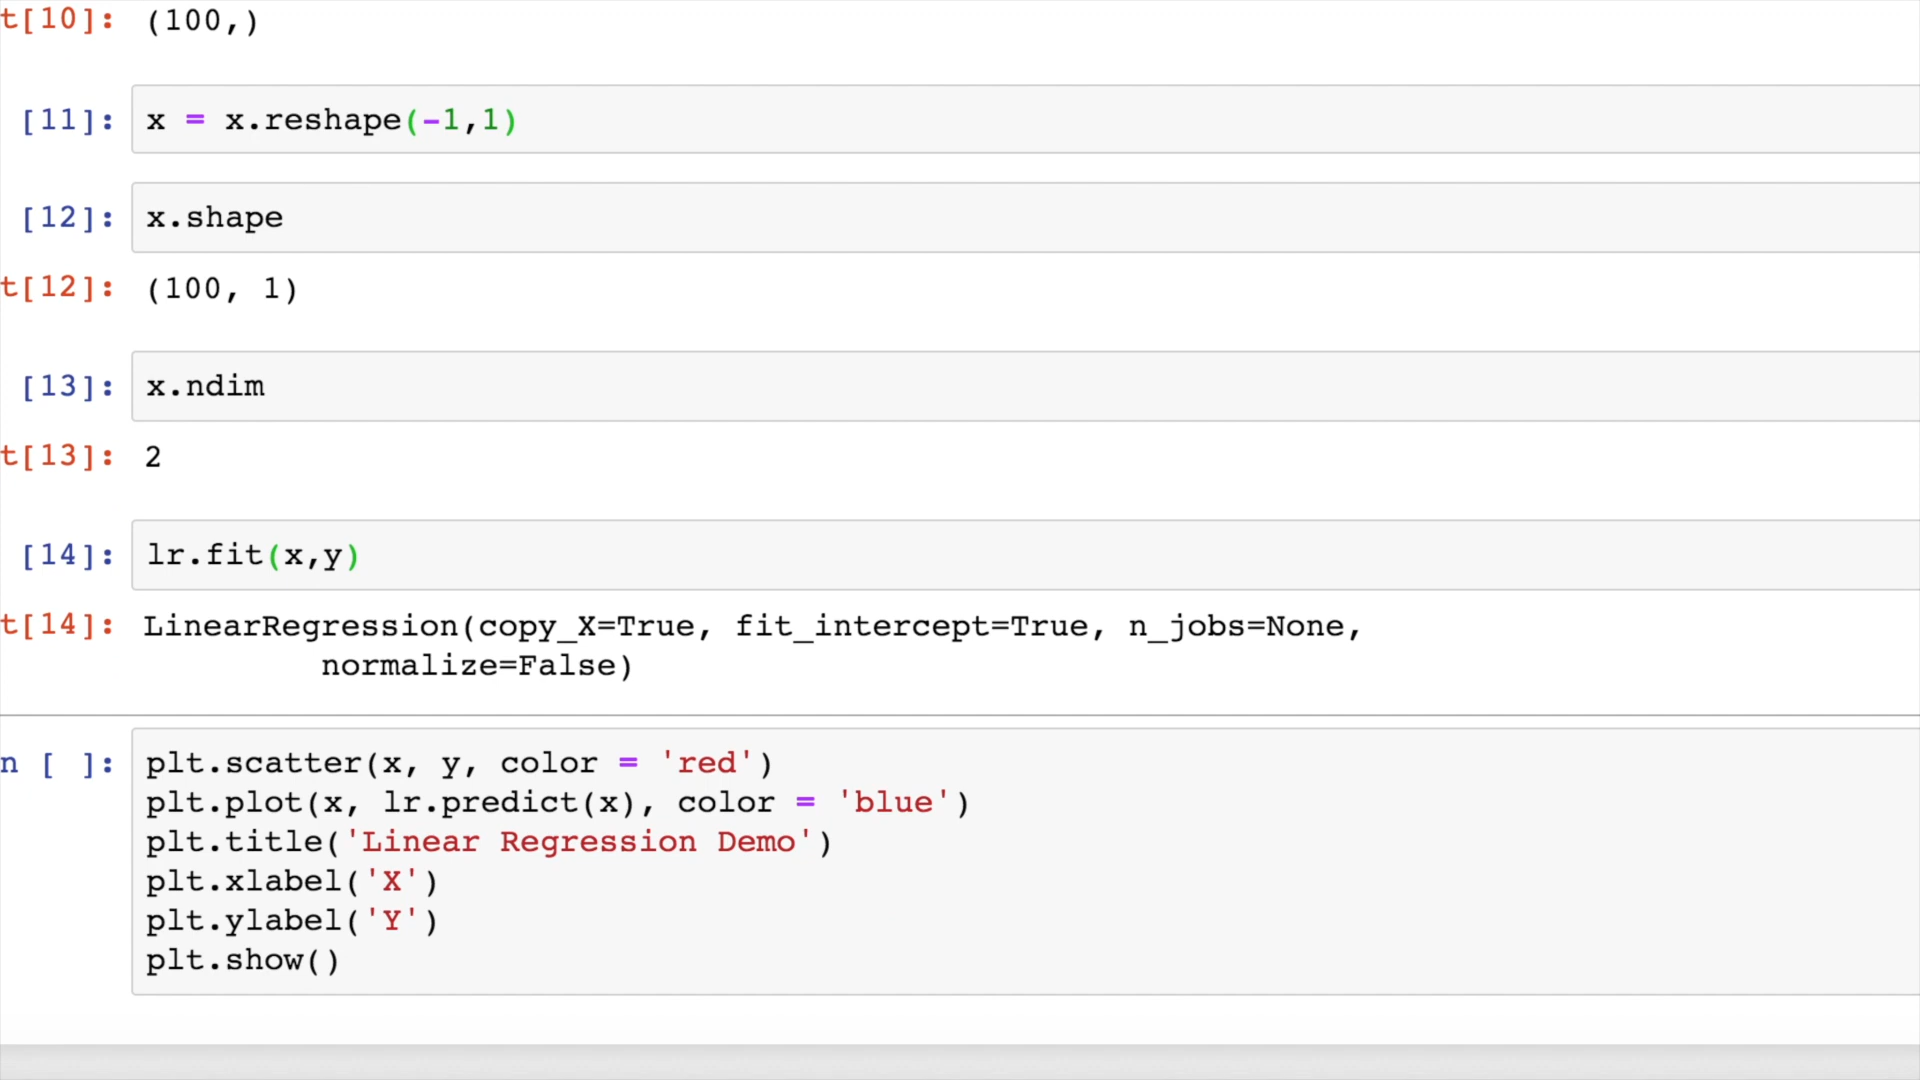 t[10]: (100,)
[11]: x = x.reshape(-1,1)
[12]: x.shape
t[12]: (100, 1)
[13]: x.ndim
t[13]: 2
[14]: lr.fit(x,y)
t[14]: LinearRegression(copy_X=True, fit_intercept=True, n_jobs=None,
normalize=False)
n [ ]: plt.scatter(x, y, color = 'red')
plt.plot(x, lr.predict(x), color = 'blue')
plt.title('Linear Regression Demo')
plt.xlabel('X')
plt.ylabel('Y')
plt.show()